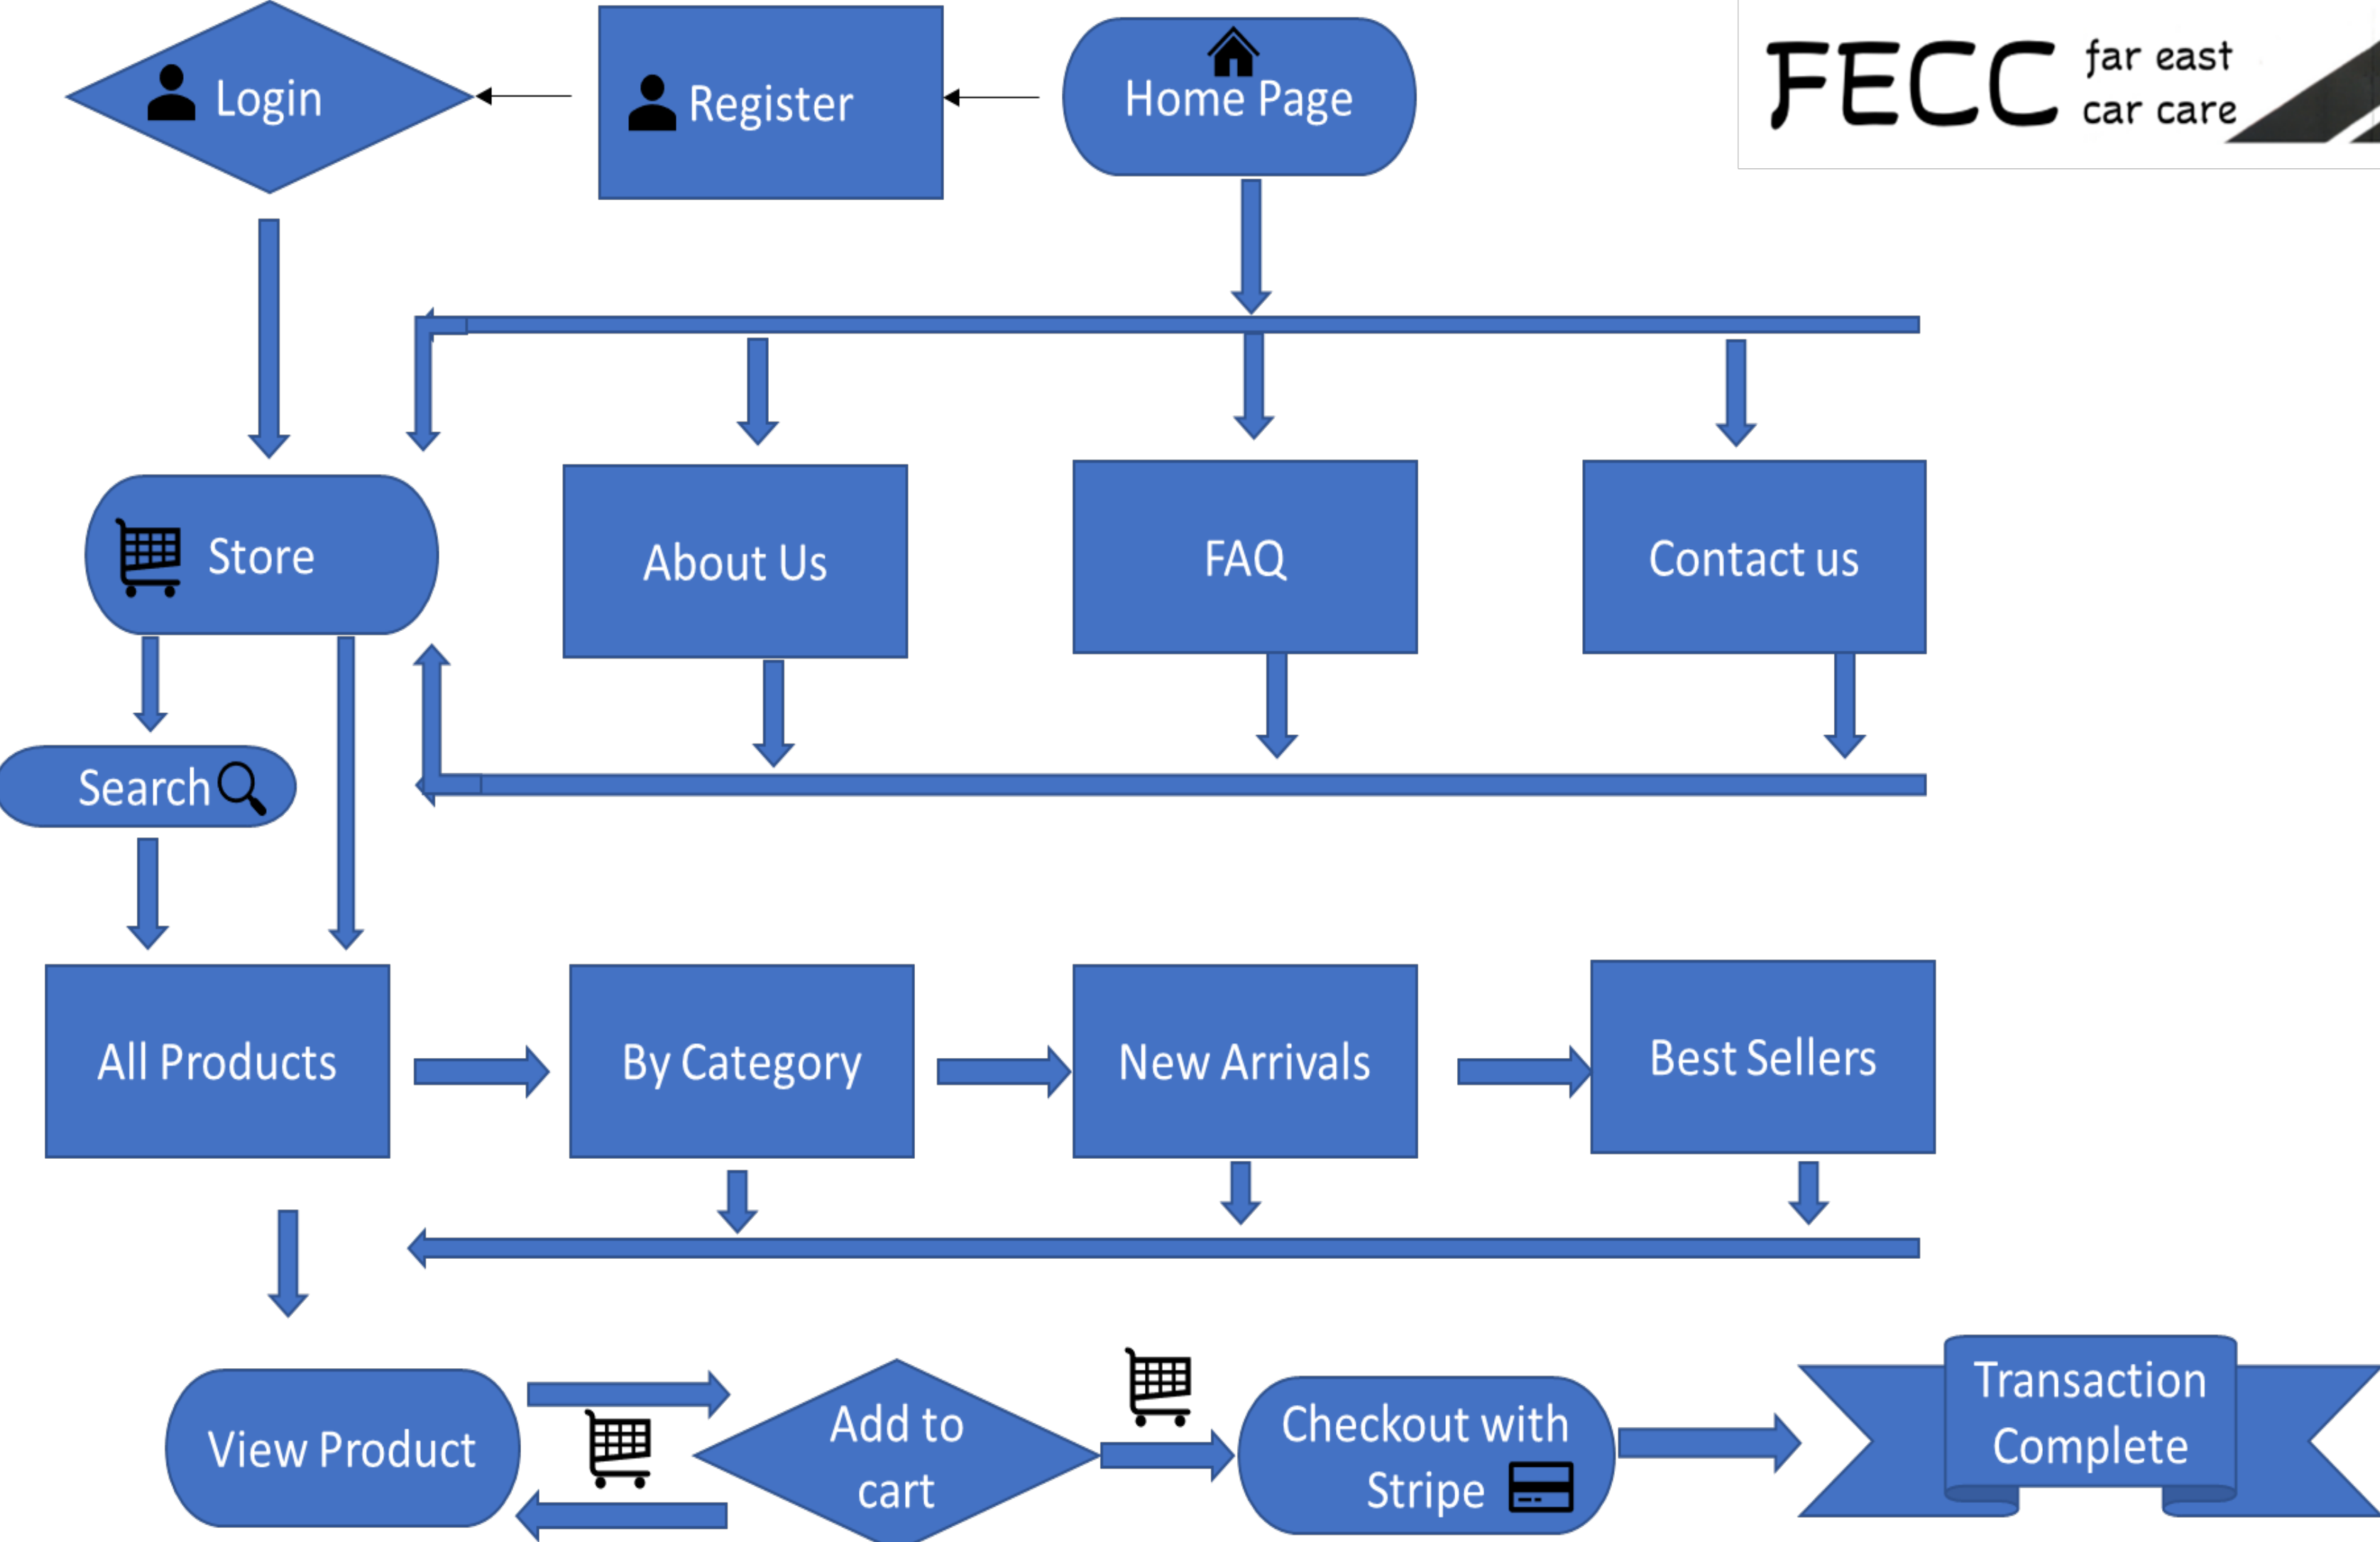 Login
Register
Home Page
FECC
far east
car care
Store
About Us
FAQ
Contact us
Search
All Products
By Category
New Arrivals
Best Sellers
View Product
Add to
cart
Checkout with
Stripe
Transaction
Complete